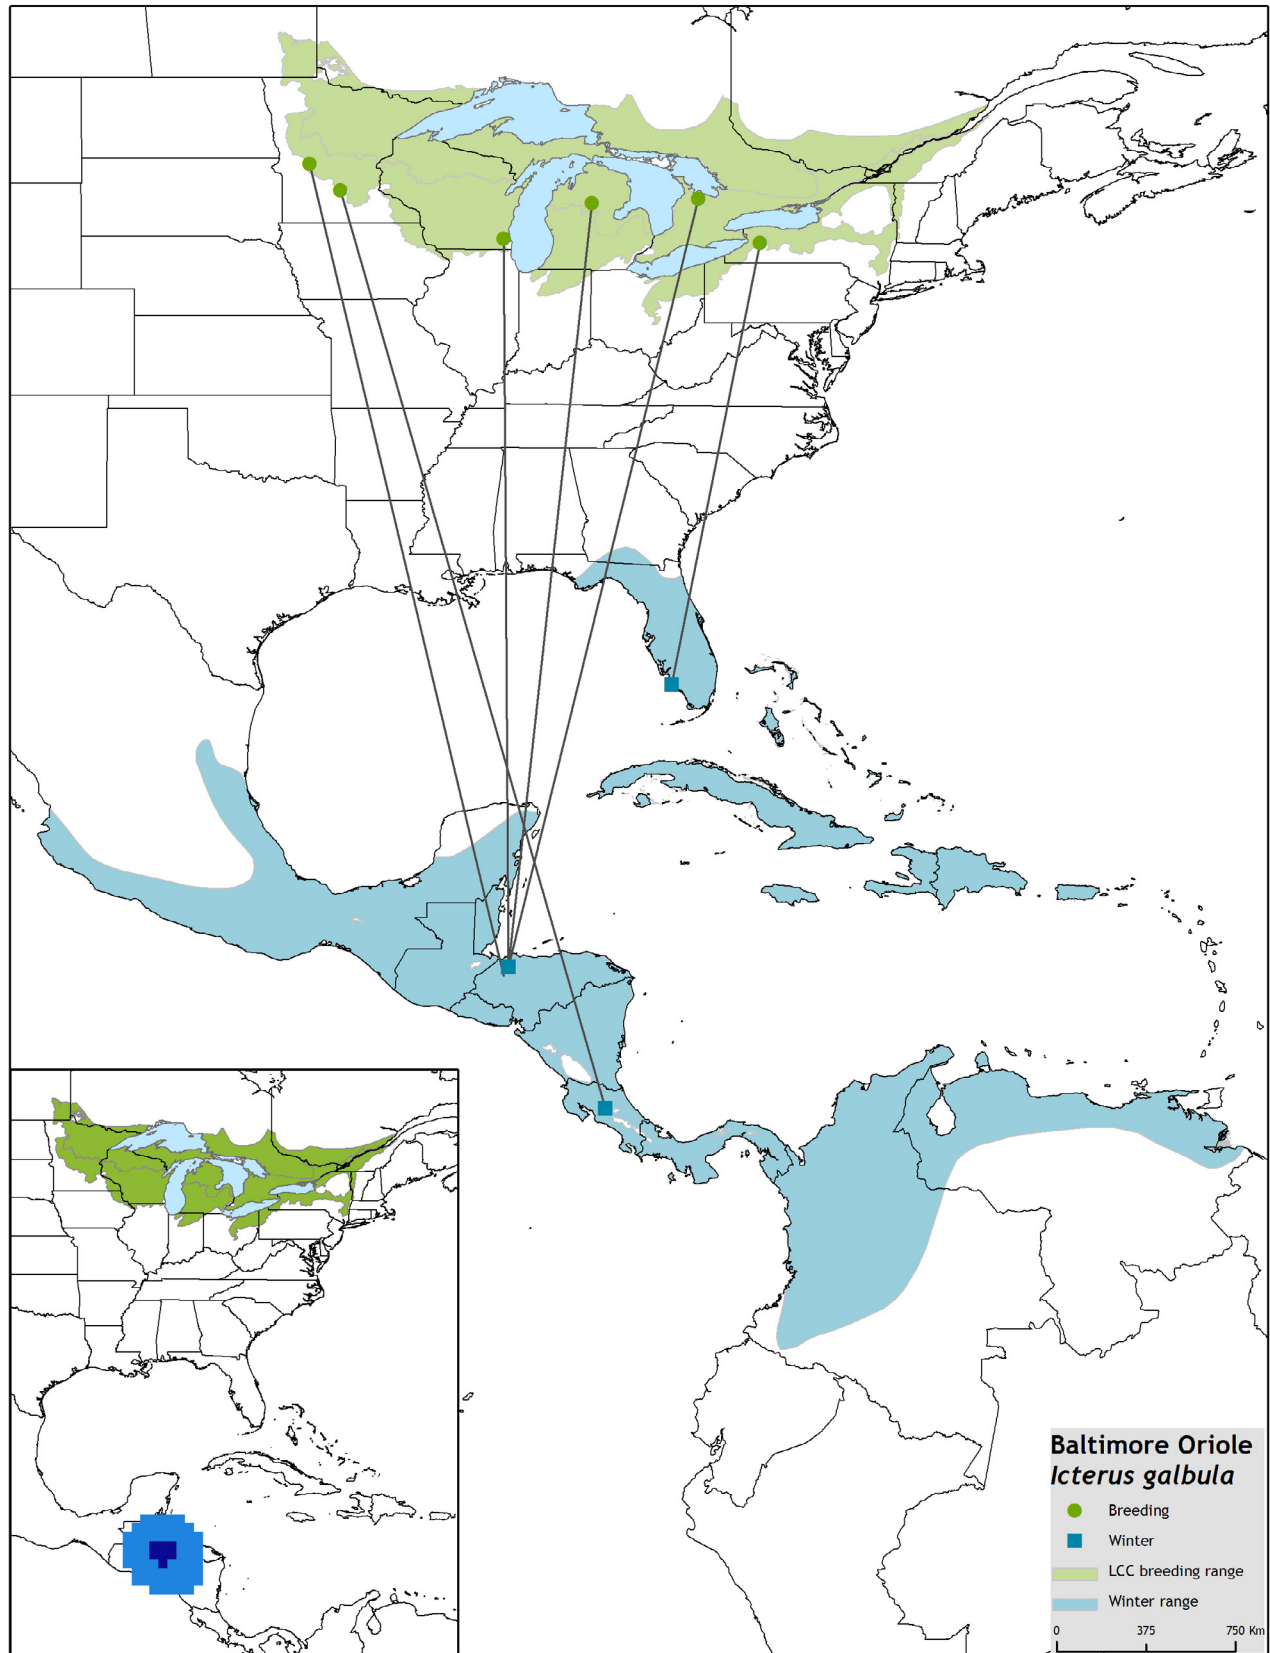 Baltimore Oriole
Icterus galbula
Breeding
Winter
LCC breeding range
Winter range
0 375 750 Km